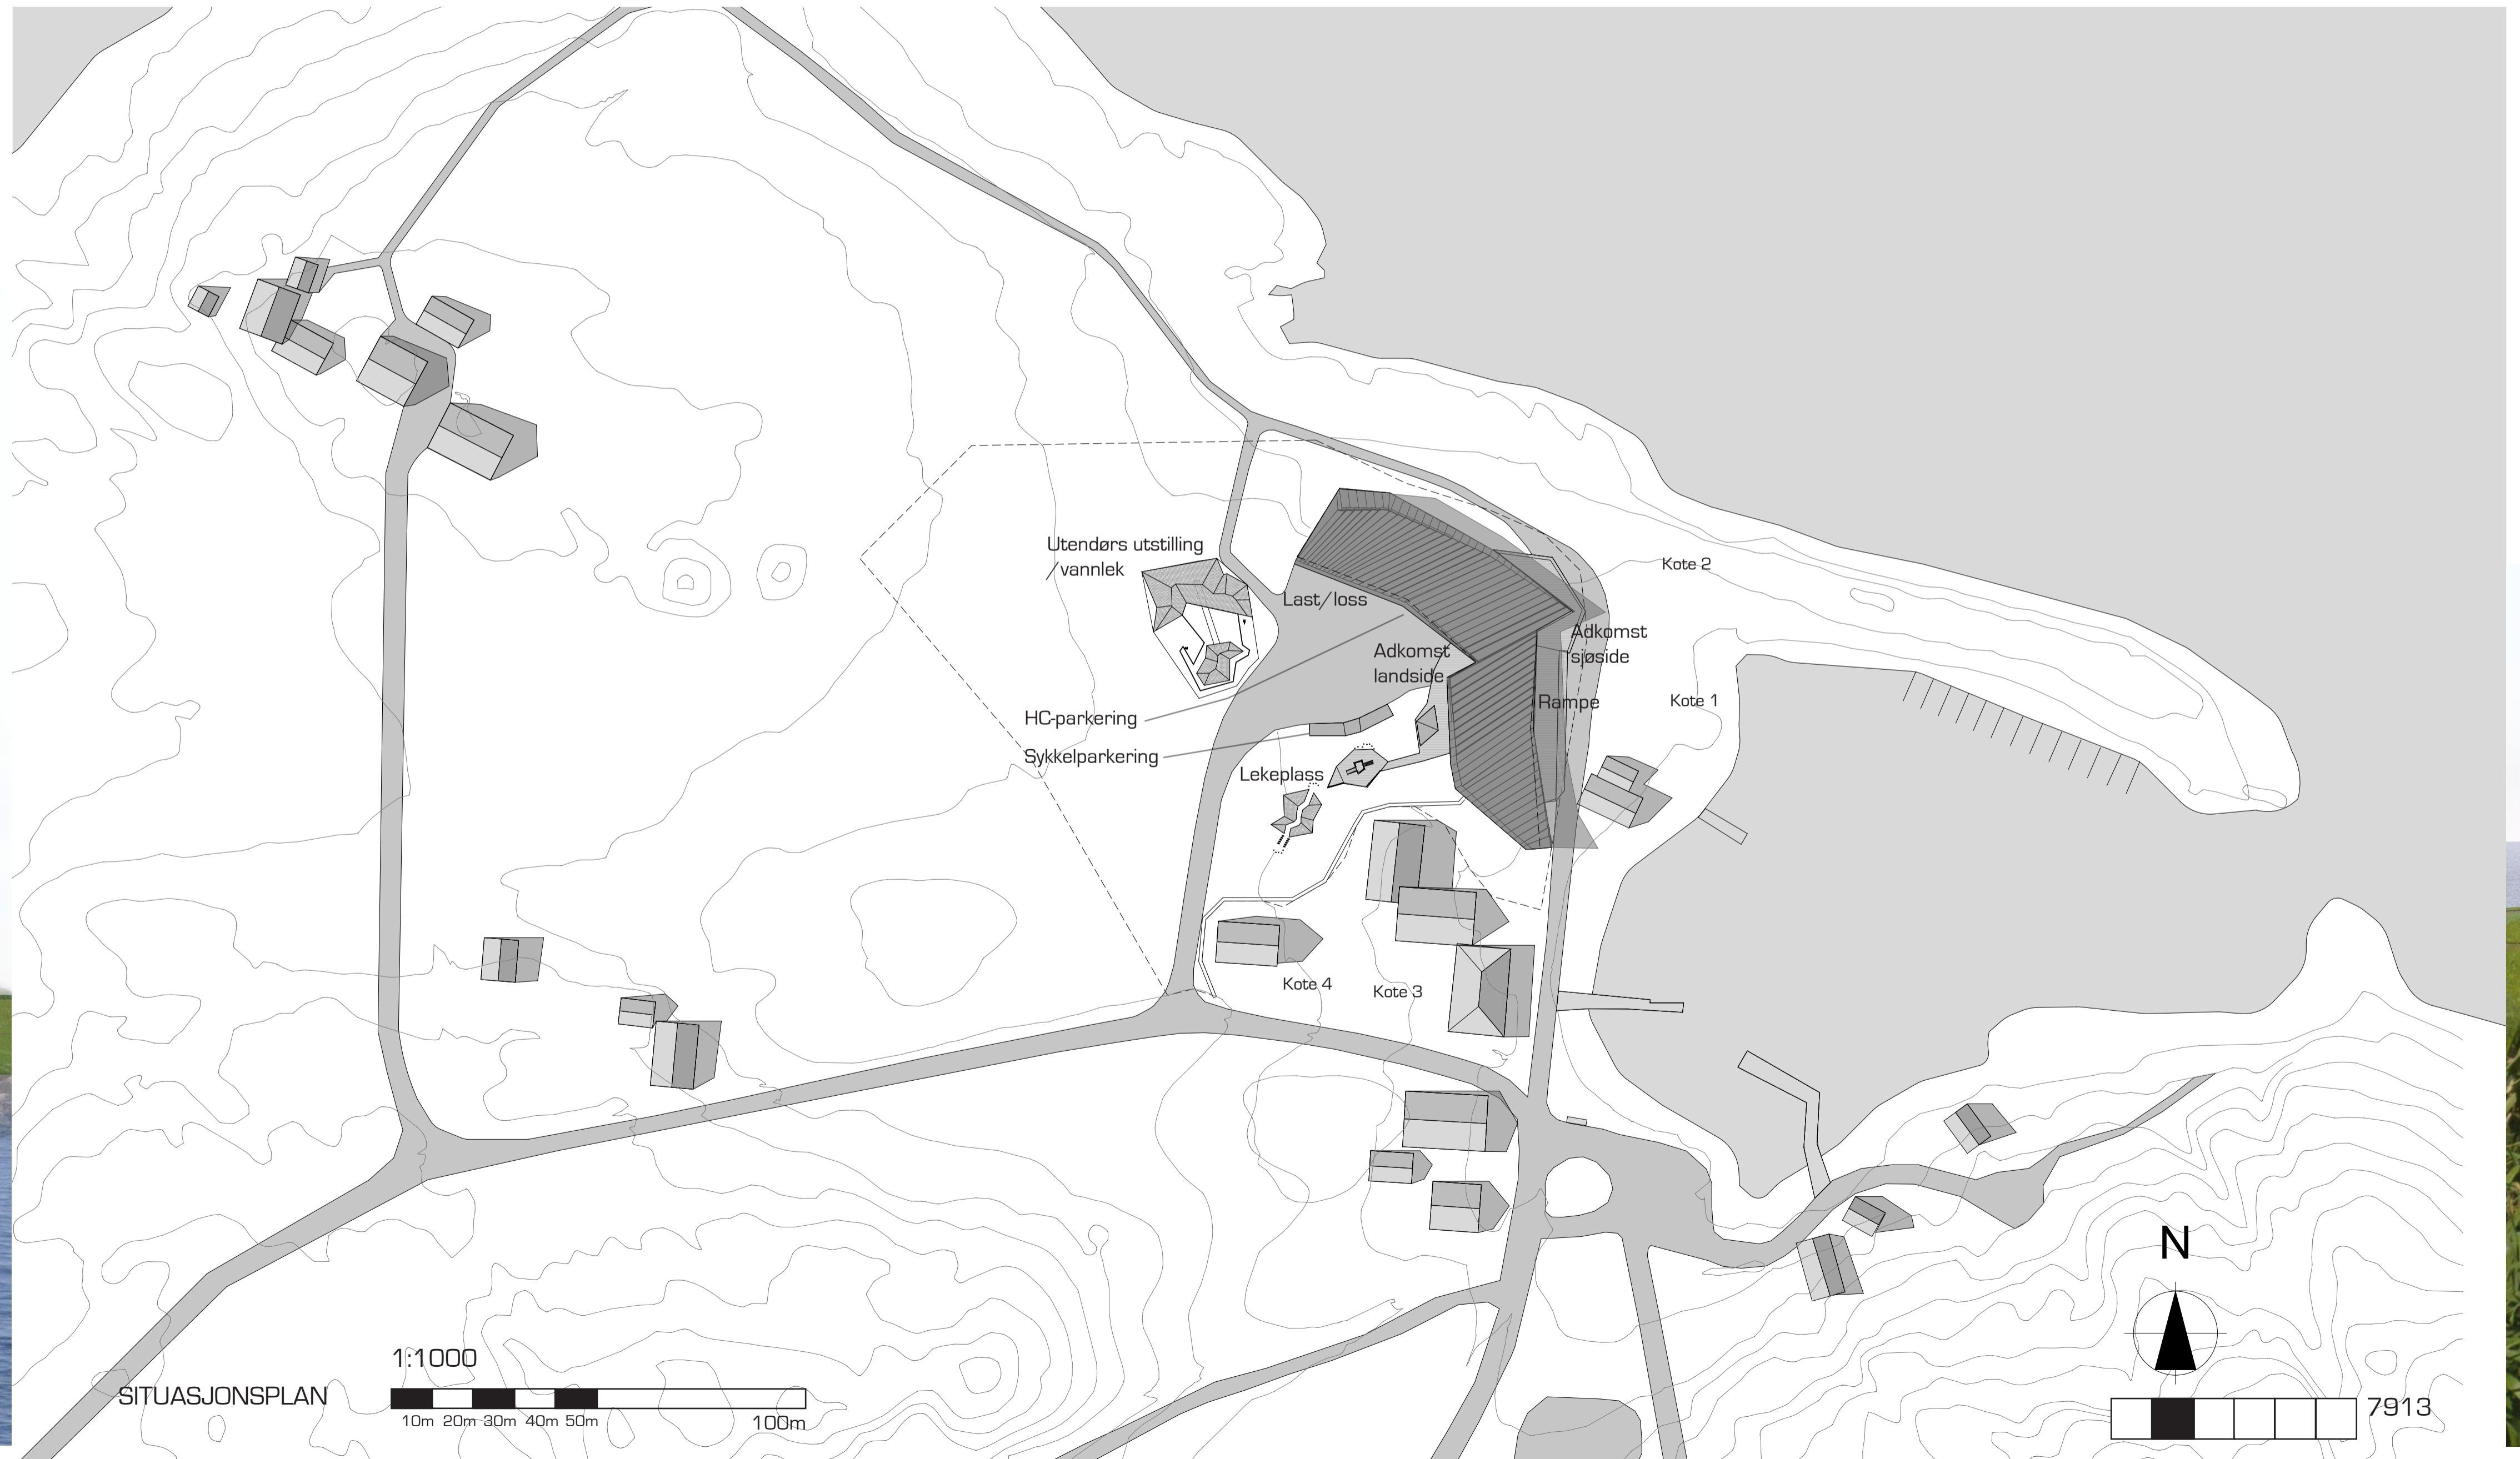 Utendørs utstilling
/vannlek
Kote 2
Last/loss
Adkomst
sjøside
Adkomst
landside
Rampe
Kote 1
HC-parkering
Sykkelparkering
Lekeplass
Kote 4
Kote 3
N
1:1000
SITUASJONSPLAN
10m 20m 30m 40m 50m 100m
7913